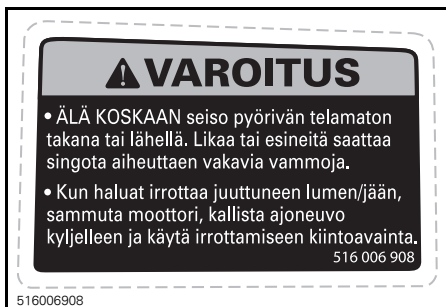 VAROITUS
• ÄLÄ KOSKAAN seiso pyörivän telamaton
takana tai lähellä. Likaa tai esineitä saattaa
singota aiheuttaen vakavia vammoja.
• Kun haluat irrottaa juuttuneen lumen/jään,
sammuta moottori, kallista ajoneuvo
kyljelleen ja käytä irrottamiseen kiintoavainta.
516 006 908
516006908